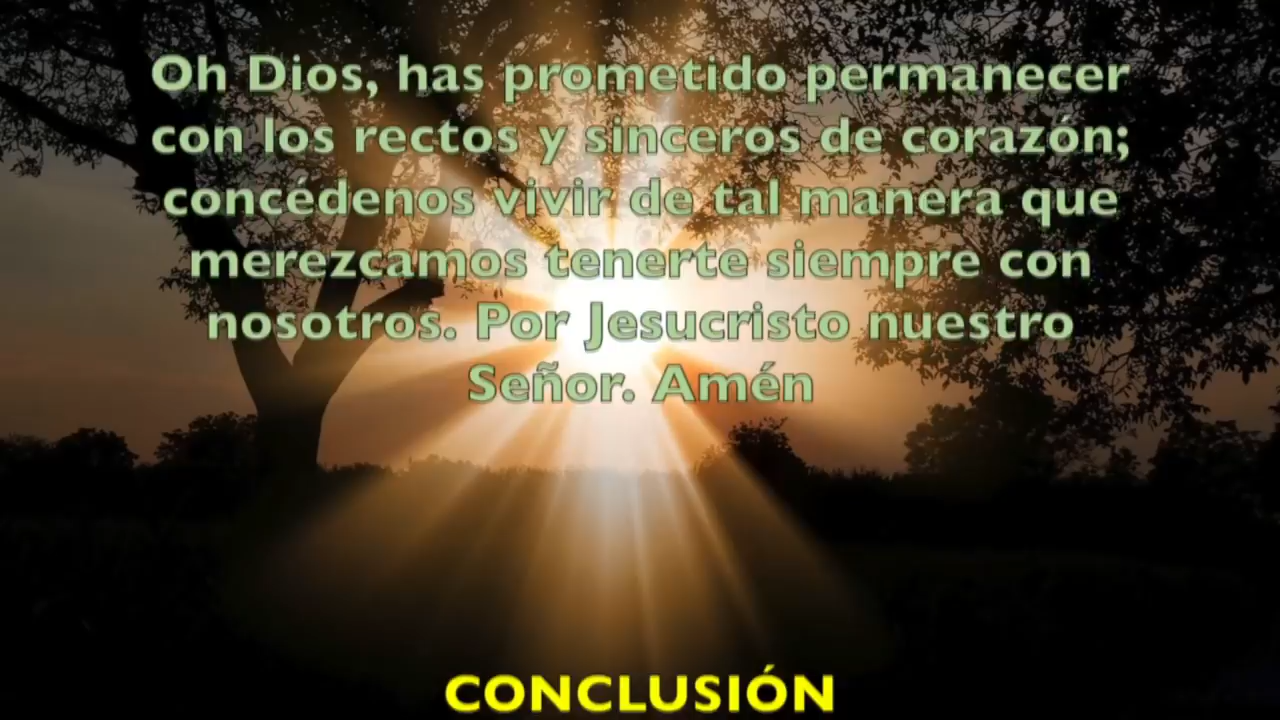 Oh Dios, has prometido permanecer
con los rectos y sinceros de corazón;
concédenos vivir de tal manera que
merezcamos tenerte siempre con
nosotros. Por Jesucristo nuestro
Señor. Amén
CONCLUSIÓN